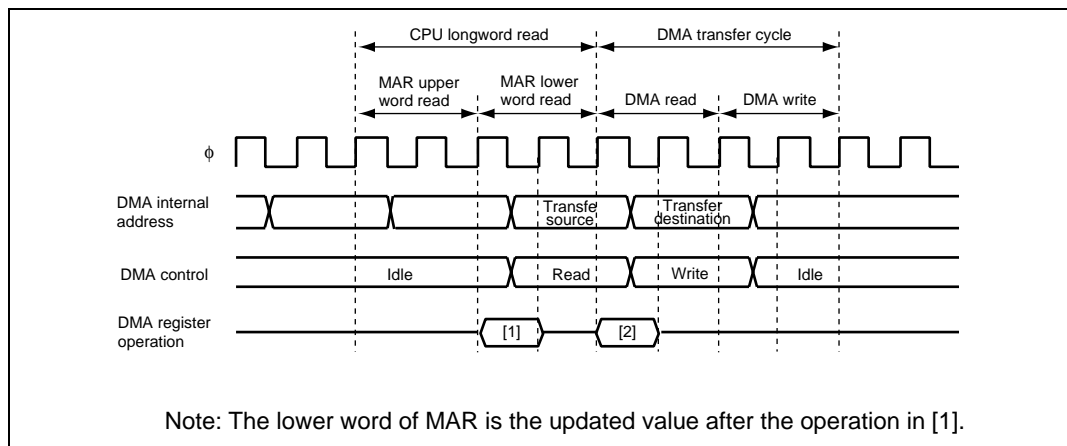 CPU longword read DMA transfer cycle
MAR upper
word read
MAR lower
word read
DMA read DMA write
ϕ
DMA internal
address
Transfe
source
Transfer
destination
DMA control
Idle Read Write Idle
DMA register
operation
[1] [2]
Note: The lower word of MAR is the updated value after the operation in [1].